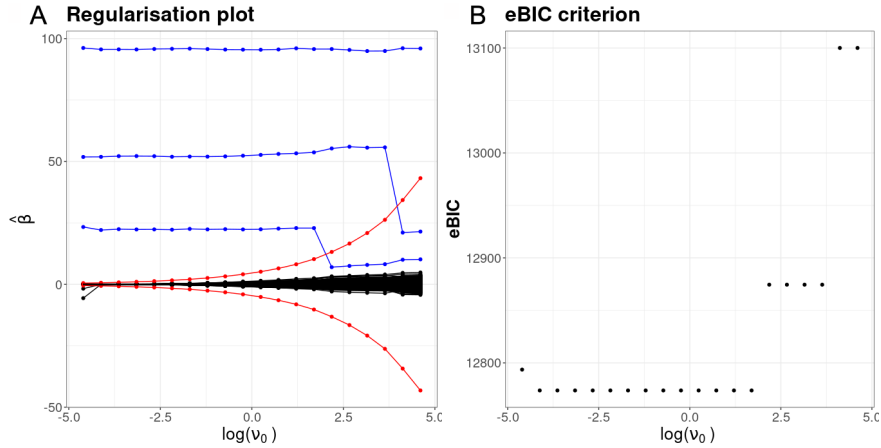 A Regularisation plot
100
50
0
-50
β̂
-5.0 -2.5 0.0 2.5 5.0
log(ν₀)
B eBIC criterion
13100
13000
12900
12800
eBIC
-5.0 -2.5 0.0 2.5 5.0
log(ν₀)